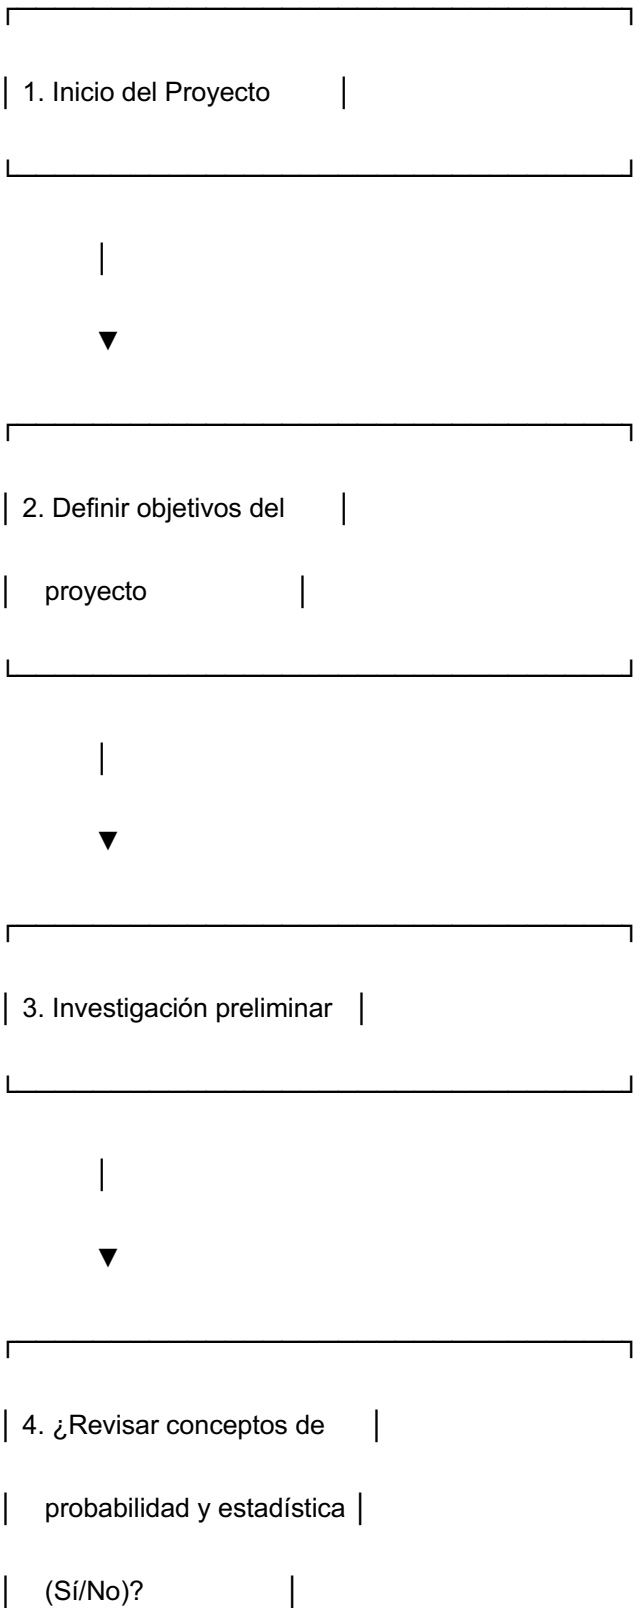 ┌─────────────────────────────────┐
│ 1. Inicio del Proyecto │
└─────────────────────────────────┘
│
▼
┌─────────────────────────────────┐
│ 2. Definir objetivos del │
│ proyecto │
└─────────────────────────────────┘
│
▼
┌─────────────────────────────────┐
│ 3. Investigación preliminar │
└─────────────────────────────────┘
│
▼
┌─────────────────────────────────┐
│ 4. ¿Revisar conceptos de │
│ probabilidad y estadística │
│ (Sí/No)? │